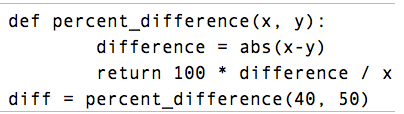 def percent_difference(x, y):
        difference = abs(x-y)
        return 100 * difference / x
diff = percent_difference(40, 50)